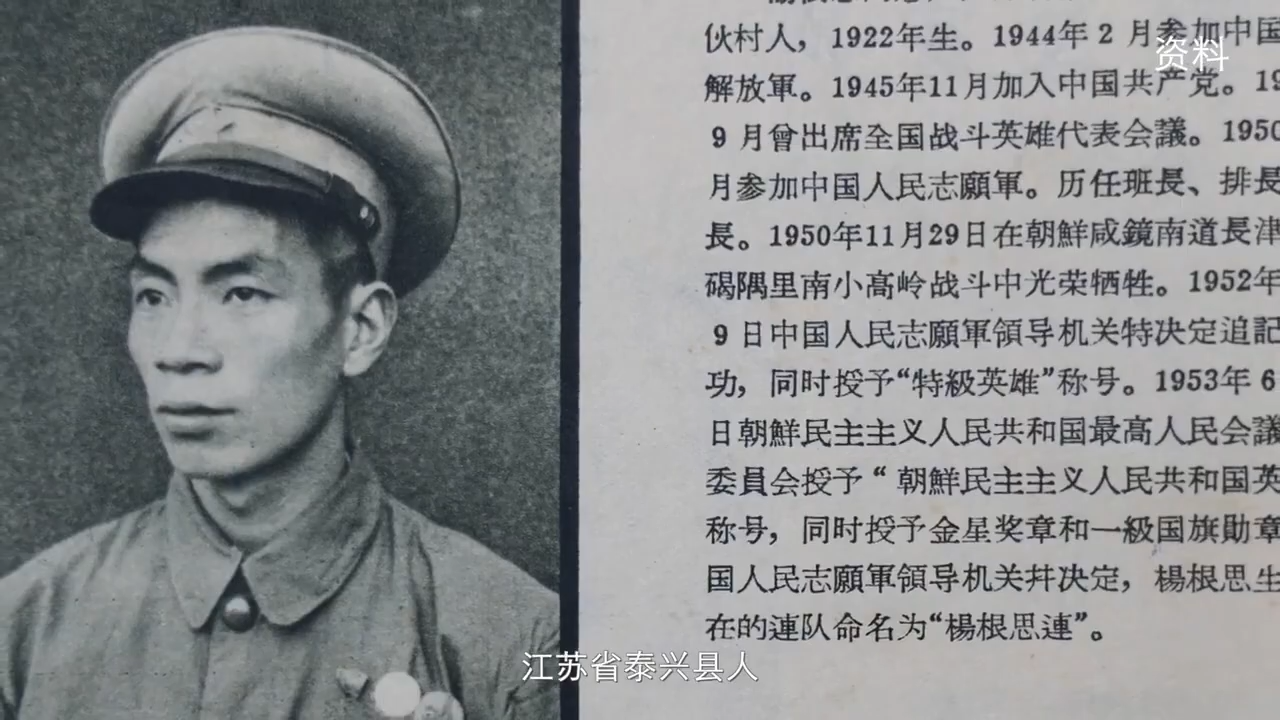 伙村人，1922年生。1944年2月参加中国
资料
解放軍。1945年11月加入中国共产党。19
9月曾出席全国战斗英雄代表会議。1950
月参加中国人民志願軍。历任班長、排長
長。1950年11月29日在朝鮮咸鏡南道長津
碣隅里南小高岭战斗中光荣牺牲。1952年
9日中国人民志願軍領导机关特决定追記
功，同时授予“特級英雄”称号。1953年6
日朝鮮民主主义人民共和国最高人民会議
委員会授予“朝鮮民主主义人民共和国英
称号，同时授予金星奖章和一級国旗勛章
国人民志願軍領导机关幷决定，楊根思生
在的連队命名为“楊根思連”。
江苏省泰兴县人